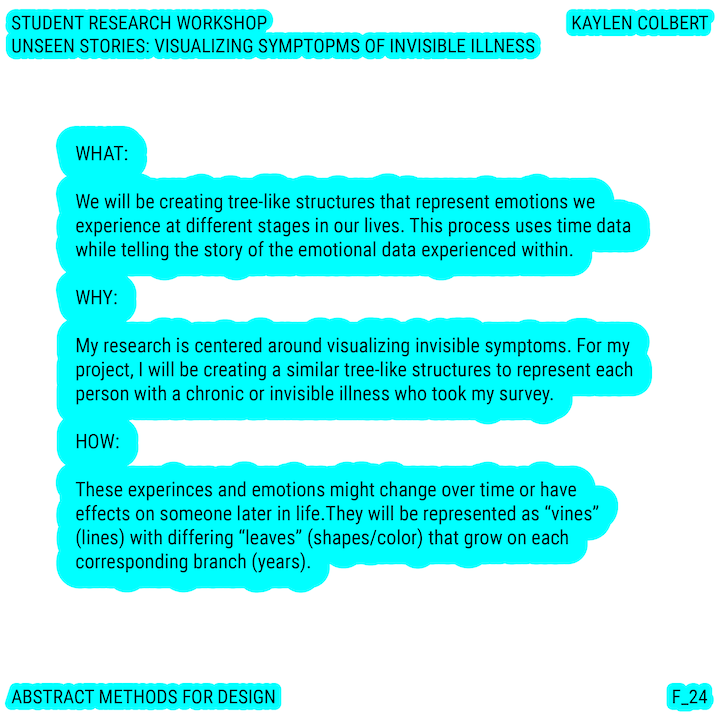 STUDENT RESEARCH WORKSHOP
KAYLEN COLBERT
UNSEEN STORIES: VISUALIZING SYMPTOPMS OF INVISIBLE ILLNESS
WHAT:
We will be creating tree-like structures that represent emotions we
experience at different stages in our lives. This process uses time data
while telling the story of the emotional data experienced within.
WHY:
My research is centered around visualizing invisible symptoms. For my
project, I will be creating a similar tree-like structures to represent each
person with a chronic or invisible illness who took my survey.
HOW:
These experinces and emotions might change over time or have
effects on someone later in life.They will be represented as “vines”
(lines) with differing “leaves” (shapes/color) that grow on each
corresponding branch (years).
ABSTRACT METHODS FOR DESIGN
F_24